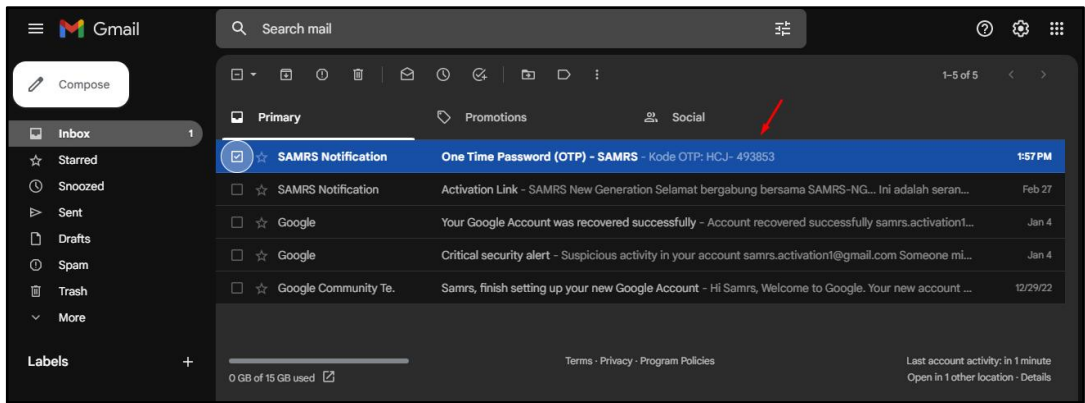 Gmail
Search mail
Compose
1–5 of 5
Primary
Promotions
Social
Inbox 1
Starred
Snoozed
Sent
Drafts
Spam
Trash
More
Labels +
SAMRS Notification One Time Password (OTP) - SAMRS - Kode OTP: HCJ- 493853 1:57 PM
SAMRS Notification Activation Link - SAMRS New Generation Selamat bergabung bersama SAMRS-NG... Ini adalah seran... Feb 27
Google Your Google Account was recovered successfully - Account recovered successfully samrs.activation1... Jan 4
Google Critical security alert - Suspicious activity in your account samrs.activation1@gmail.com Someone mi... Jan 4
Google Community Te. Samrs, finish setting up your new Google Account - Hi Samrs, Welcome to Google. Your new account ... 12/29/22
0 GB of 15 GB used
Terms · Privacy · Program Policies
Last account activity: in 1 minute
Open in 1 other location · Details